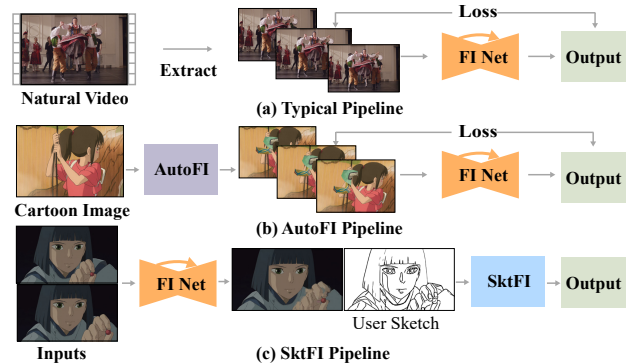 Loss
Extract
FI Net
Output
Natural Video
(a) Typical Pipeline
Loss
AutoFI
FI Net
Output
Cartoon Image
(b) AutoFI Pipeline
FI Net
SktFI
Output
User Sketch
Inputs
(c) SktFI Pipeline